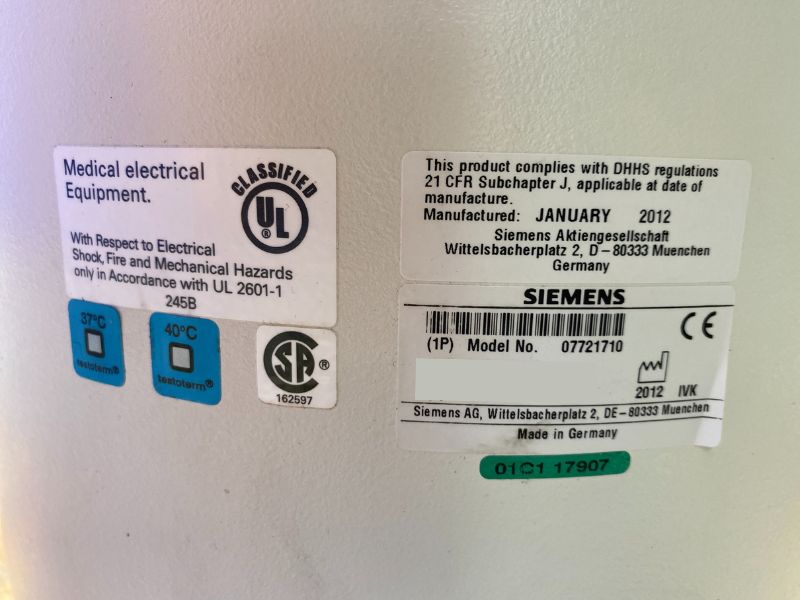 Medical electrical
Equipment.
CLASSIFIED
UL
®
With Respect to Electrical
Shock, Fire and Mechanical Hazards
only in Accordance with UL 2601-1
245B
37°C
testoterm®
40°C
testoterm®
SA ®
162597
This product complies with DHHS regulations
21 CFR Subchapter J, applicable at date of
manufacture.
Manufactured: JANUARY 2012
Siemens Aktiengesellschaft
Wittelsbacherplatz 2, D-80333 Muenchen
Germany
SIEMENS
(1P) Model No. 07721710
CE
2012 IVK
Siemens AG, Wittelsbacherplatz 2, DE-80333 Muenchen
Made in Germany
01C1 17907